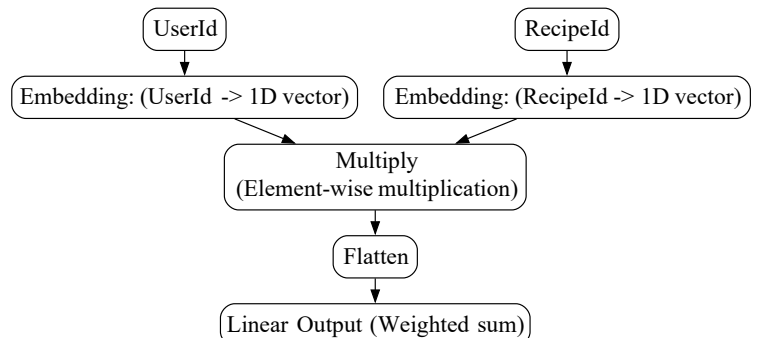 UserId
RecipeId
Embedding: (UserId -> 1D vector)
Embedding: (RecipeId -> 1D vector)
Multiply
(Element-wise multiplication)
Flatten
Linear Output (Weighted sum)